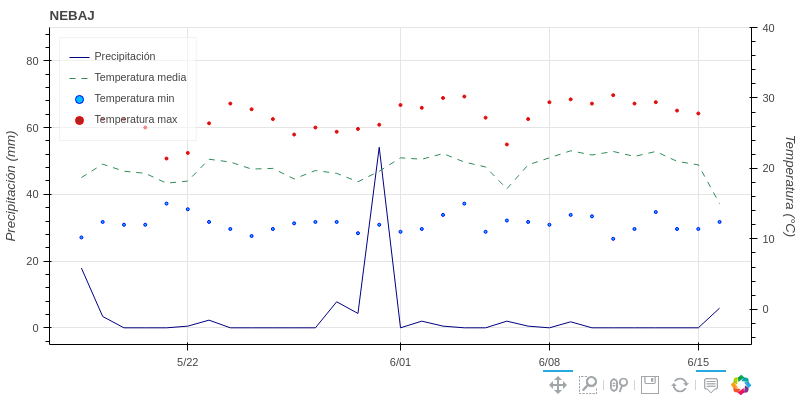 NEBAJ
Precipitación
Temperatura media
Temperatura min
Temperatura max
Precipitación (mm)
80
60
40
20
0
Temperatura (°C)
40
30
20
10
0
5/22
6/01
6/08
6/15